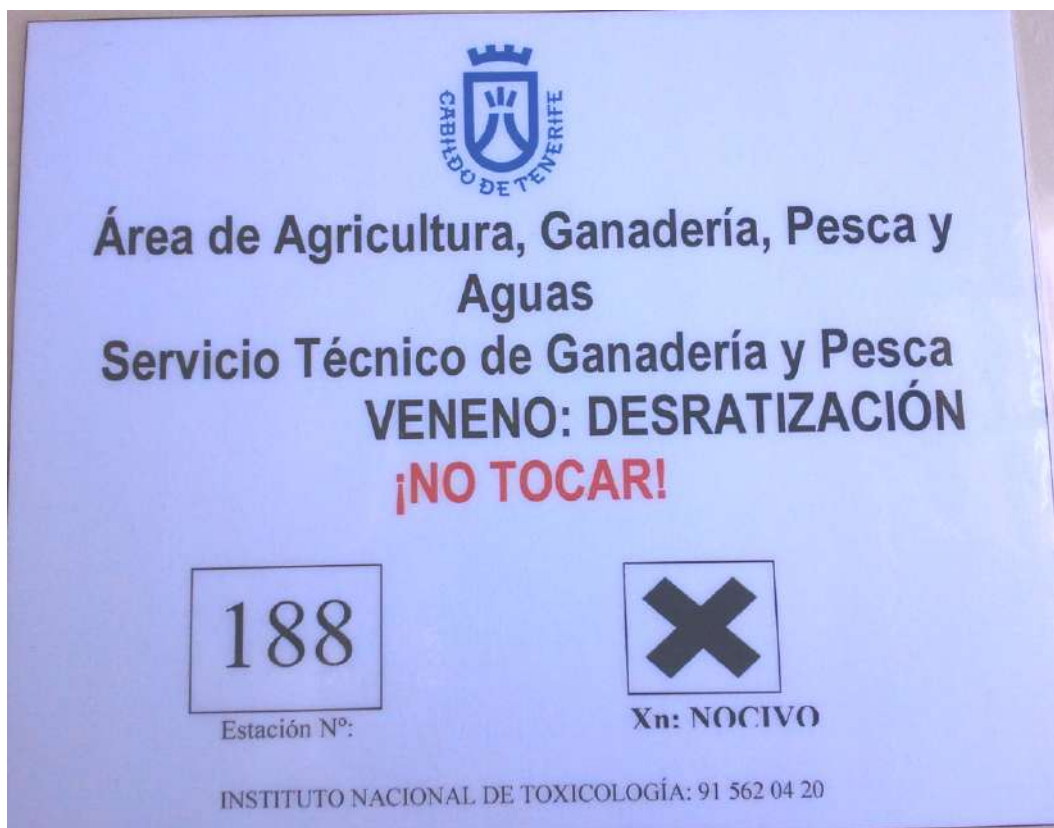 CABILDO DE TENERIFE
Área de Agricultura, Ganadería, Pesca y
Aguas
Servicio Técnico de Ganadería y Pesca
VENENO: DESRATIZACIÓN
¡NO TOCAR!
188
Estación Nº:
Xn: NOCIVO
INSTITUTO NACIONAL DE TOXICOLOGÍA: 91 562 04 20